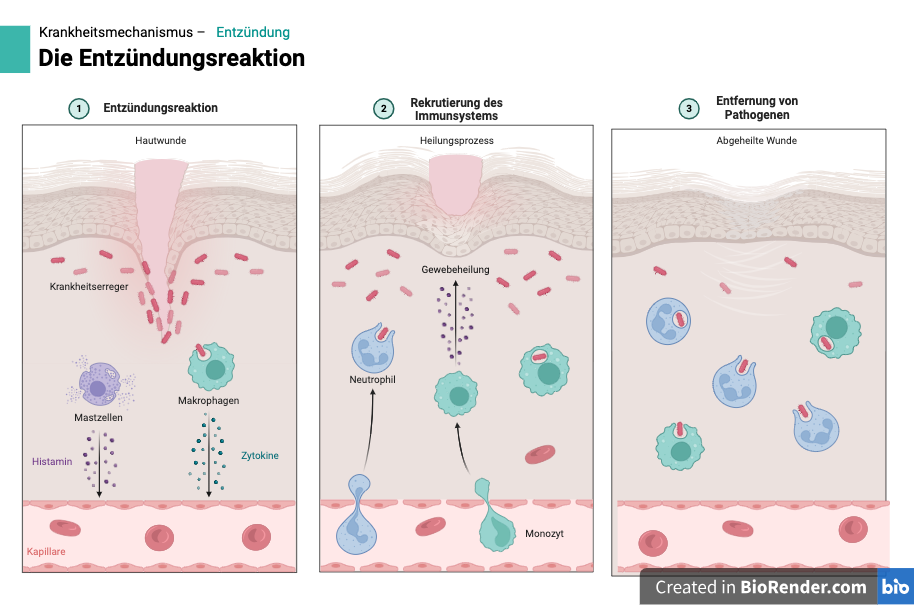 Krankheitsmechanismus – Entzündung
Die Entzündungsreaktion
1 Entzündungsreaktion
Hautwunde
Krankheitserreger
Mastzellen
Makrophagen
Histamin
Zytokine
Kapillare
2 Rekrutierung des
Immunsystems
Heilungsprozess
Gewebeheilung
Neutrophil
Monozyt
3 Entfernung von
Pathogenen
Abgeheilte Wunde
Created in BioRender.com bio